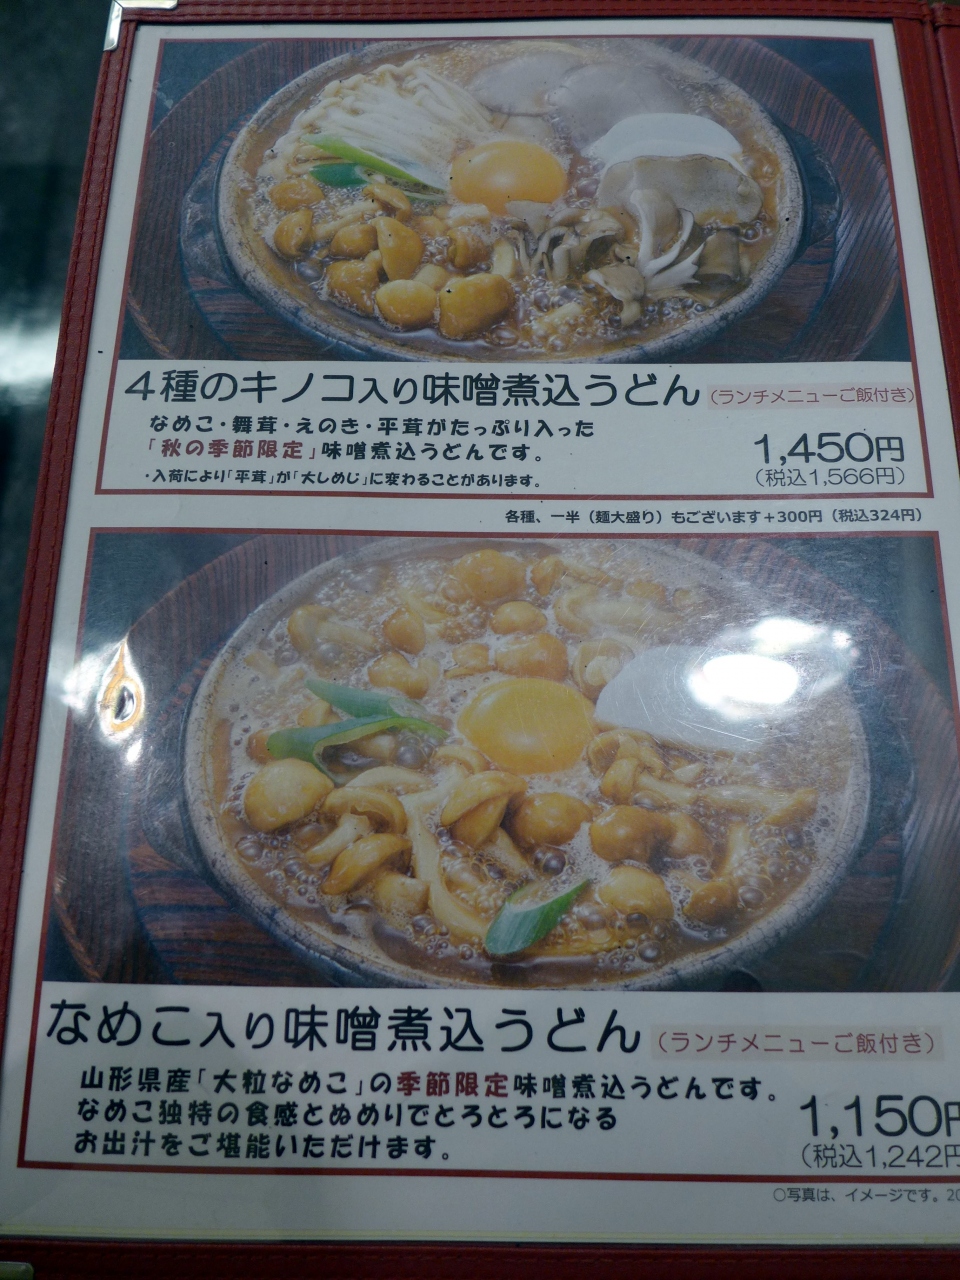 4種のキノコ入り味噌煮込うどん（ランチメニューご飯付き）
なめこ・舞茸・えのき・平茸がたっぷり入った
「秋の季節限定」味噌煮込うどんです。
1,450円
・入荷により「平茸」が「大しめじ」に変わることがあります。
（税込1,566円）
各種、一半（麺大盛り）もございます＋300円（税込324円）
なめこ入り味噌煮込うどん（ランチメニューご飯付き）
山形県産「大粒なめこ」の季節限定味噌煮込うどんです。
なめこ独特の食感とぬめりでとろとろになる
お出汁をご堪能いただけます。
1,150円
（税込1,242円
○写真は、イメージです。20